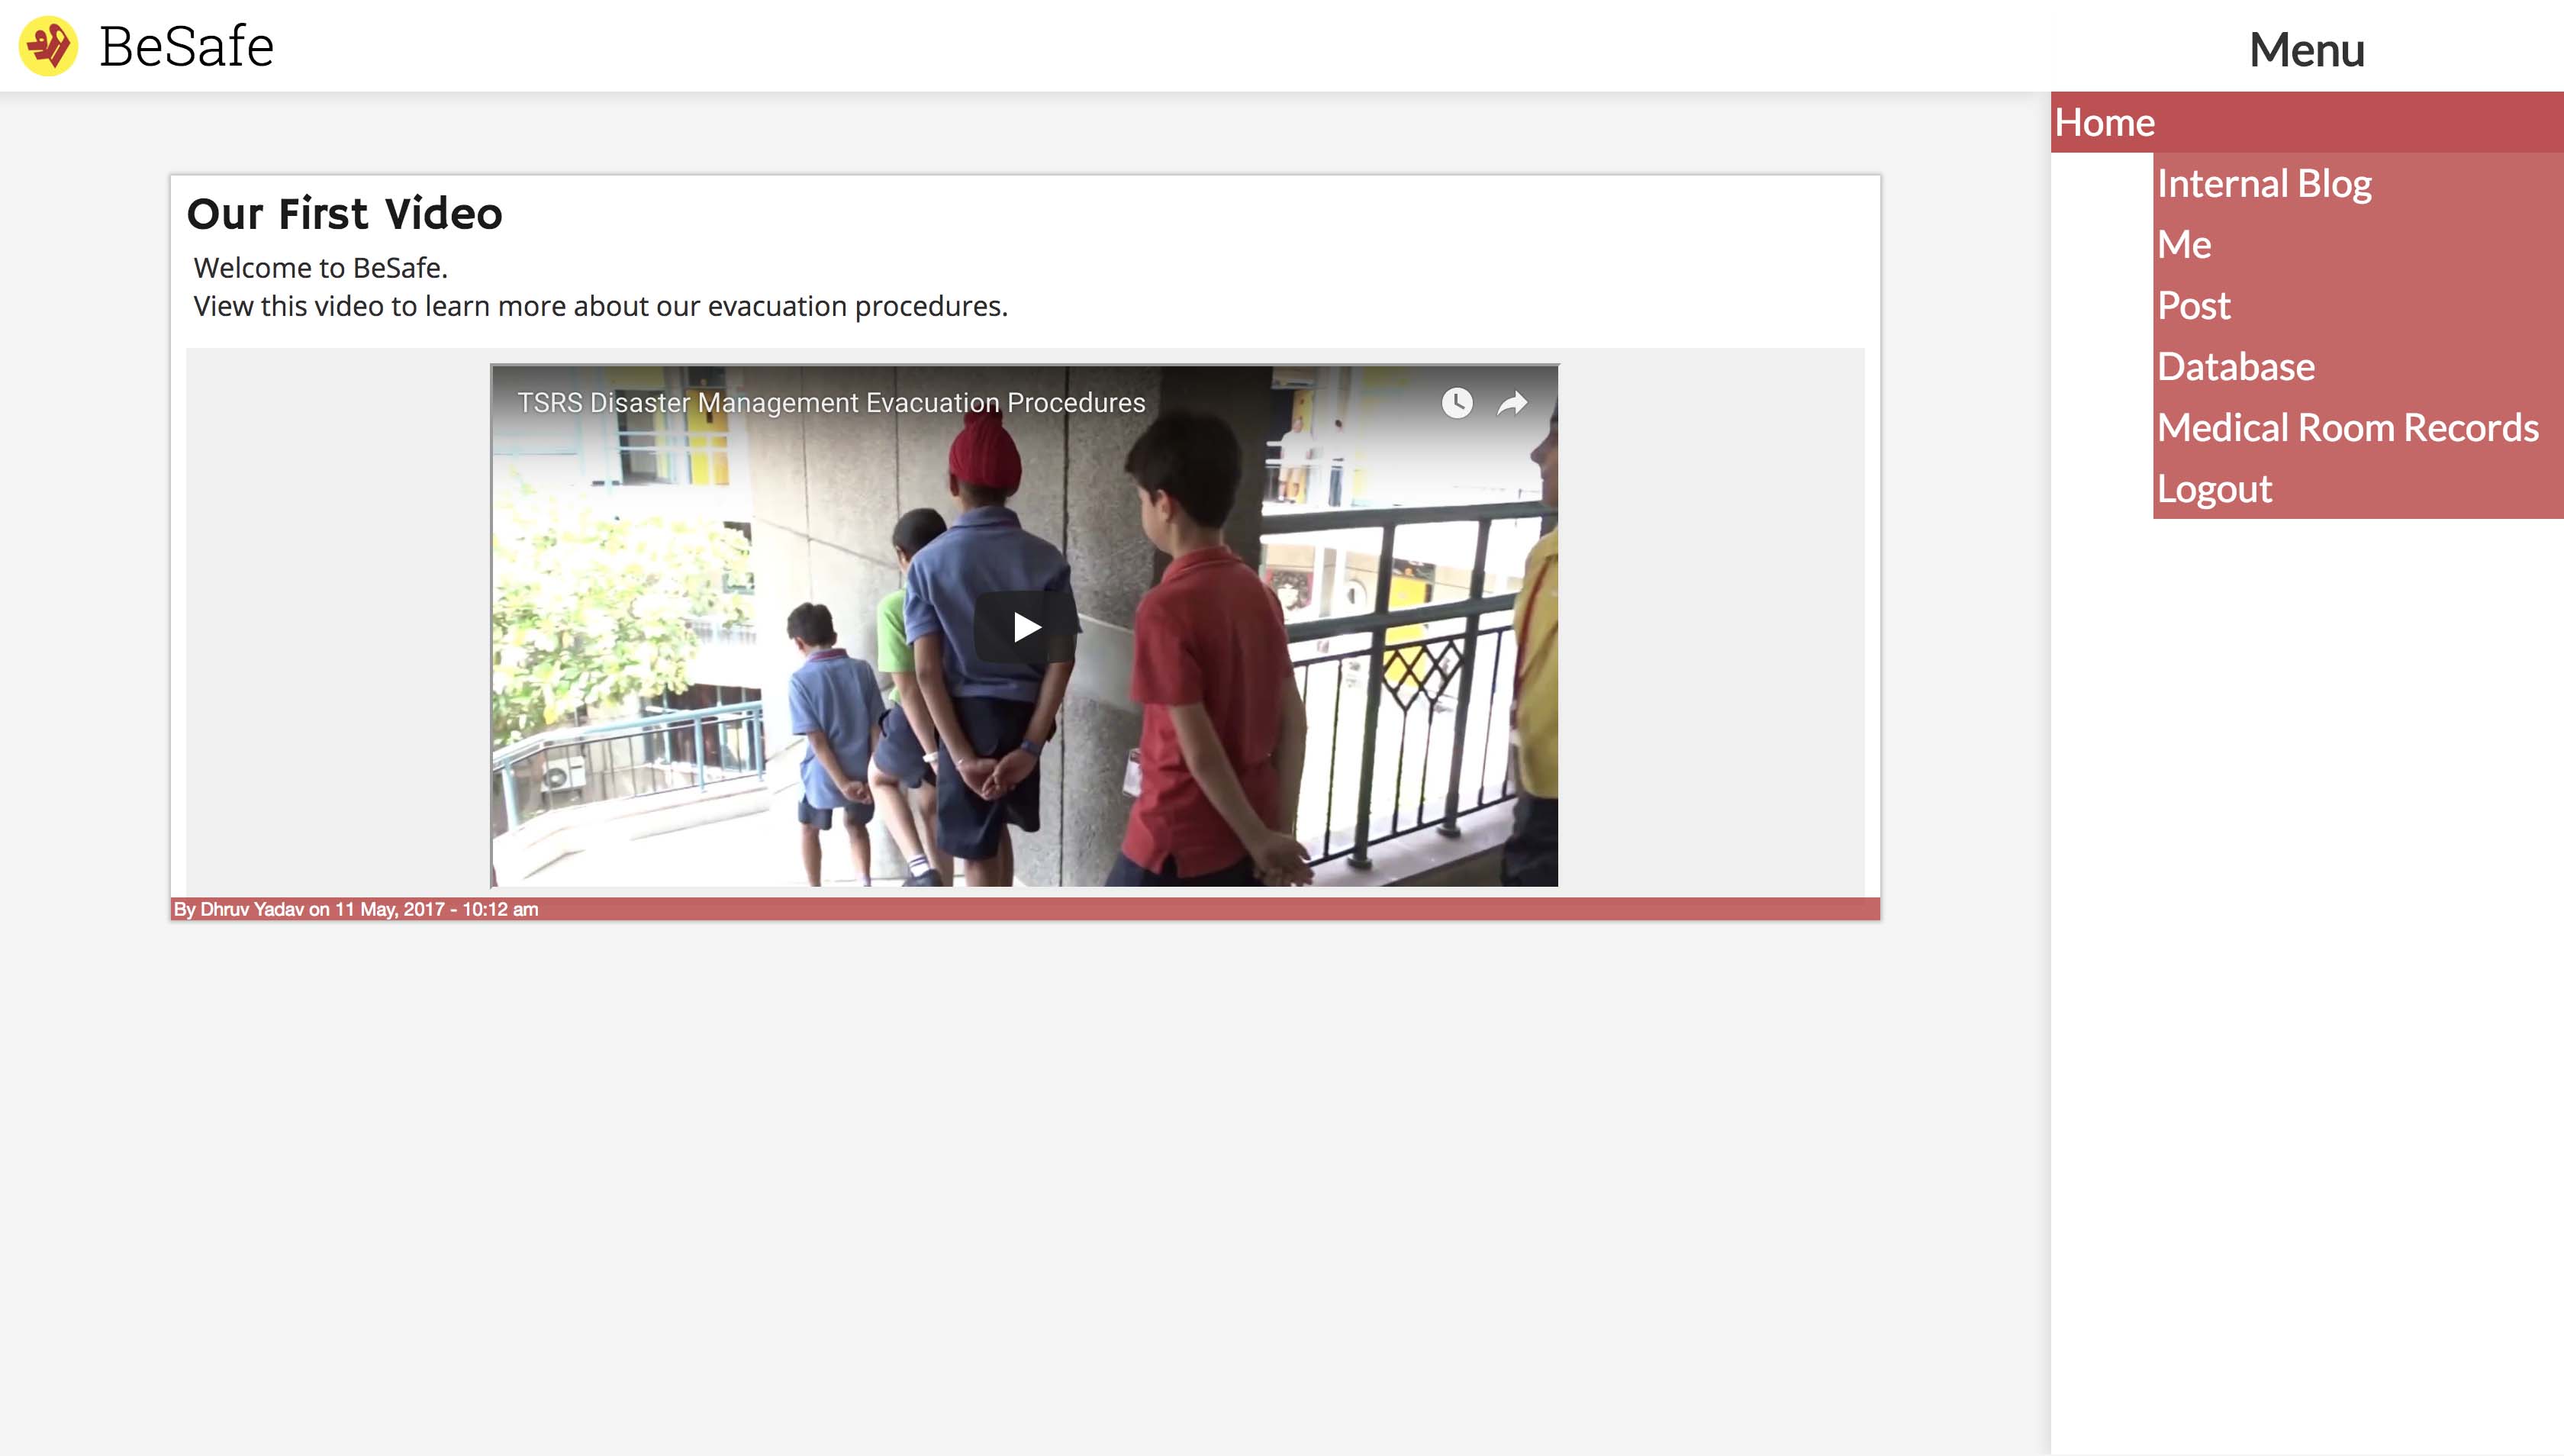 BeSafe
Menu
Home
Internal Blog
Me
Post
Database
Medical Room Records
Logout
Our First Video
Welcome to BeSafe.
View this video to learn more about our evacuation procedures.
TSRS Disaster Management Evacuation Procedures
By Dhruv Yadav on 11 May, 2017 - 10:12 am